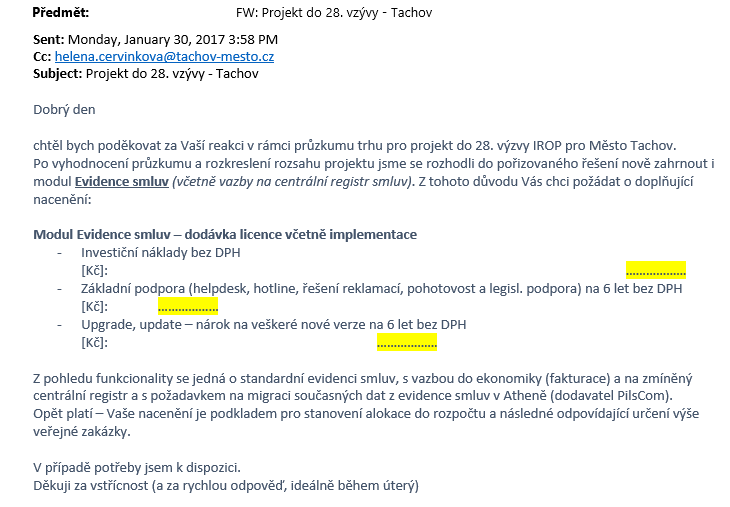 Předmět: FW: Projekt do 28. vzývy - Tachov
Sent: Monday, January 30, 2017 3:58 PM
Cc: helena.cervinkova@tachov-mesto.cz
Subject: Projekt do 28. vzývy - Tachov
Dobrý den
chtěl bych poděkovat za Vaší reakci v rámci průzkumu trhu pro projekt do 28. výzvy IROP pro Město Tachov.
Po vyhodnocení průzkumu a rozkreslení rozsahu projektu jsme se rozhodli do pořizovaného řešení nově zahrnout i
modul Evidence smluv (včetně vazby na centrální registr smluv). Z tohoto důvodu Vás chci požádat o doplňující
nacenění:
Modul Evidence smluv – dodávka licence včetně implementace
- Investiční náklady bez DPH
[Kč]: ………………
- Základní podpora (helpdesk, hotline, řešení reklamací, pohotovost a legisl. podpora) na 6 let bez DPH
[Kč]: ………………
- Upgrade, update – nárok na veškeré nové verze na 6 let bez DPH
[Kč]: ………………
Z pohledu funkcionality se jedná o standardní evidenci smluv, s vazbou do ekonomiky (fakturace) a na zmíněný
centrální registr a s požadavkem na migraci současných dat z evidence smluv v Atheně (dodavatel PilsCom).
Opět platí – Vaše nacenění je podkladem pro stanovení alokace do rozpočtu a následné odpovídající určení výše
veřejné zakázky.
V případě potřeby jsem k dispozici.
Děkuji za vstřícnost (a za rychlou odpověď, ideálně během úterý)